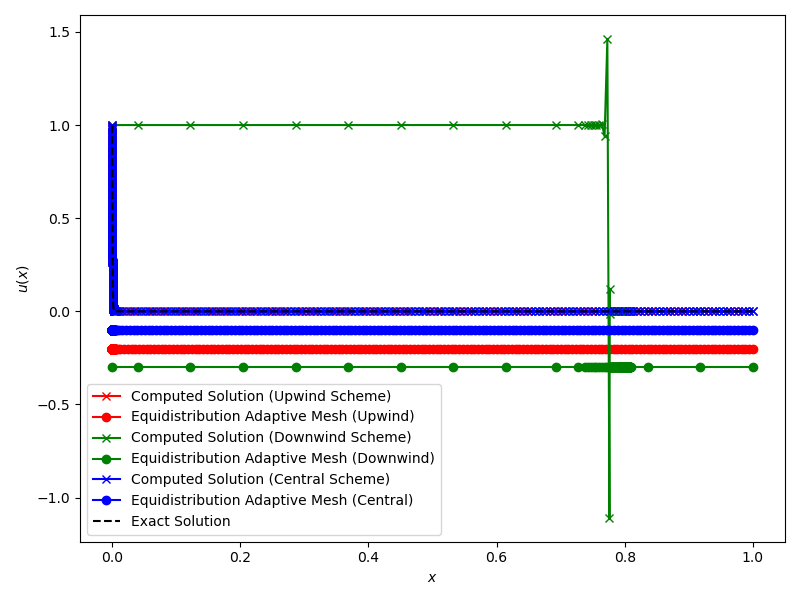 1.5
1.0
0.5
0.0
−0.5
−1.0
u(x)
Computed Solution (Upwind Scheme)
Equidistribution Adaptive Mesh (Upwind)
Computed Solution (Downwind Scheme)
Equidistribution Adaptive Mesh (Downwind)
Computed Solution (Central Scheme)
Equidistribution Adaptive Mesh (Central)
Exact Solution
0.0 0.2 0.4 0.6 0.8 1.0
x